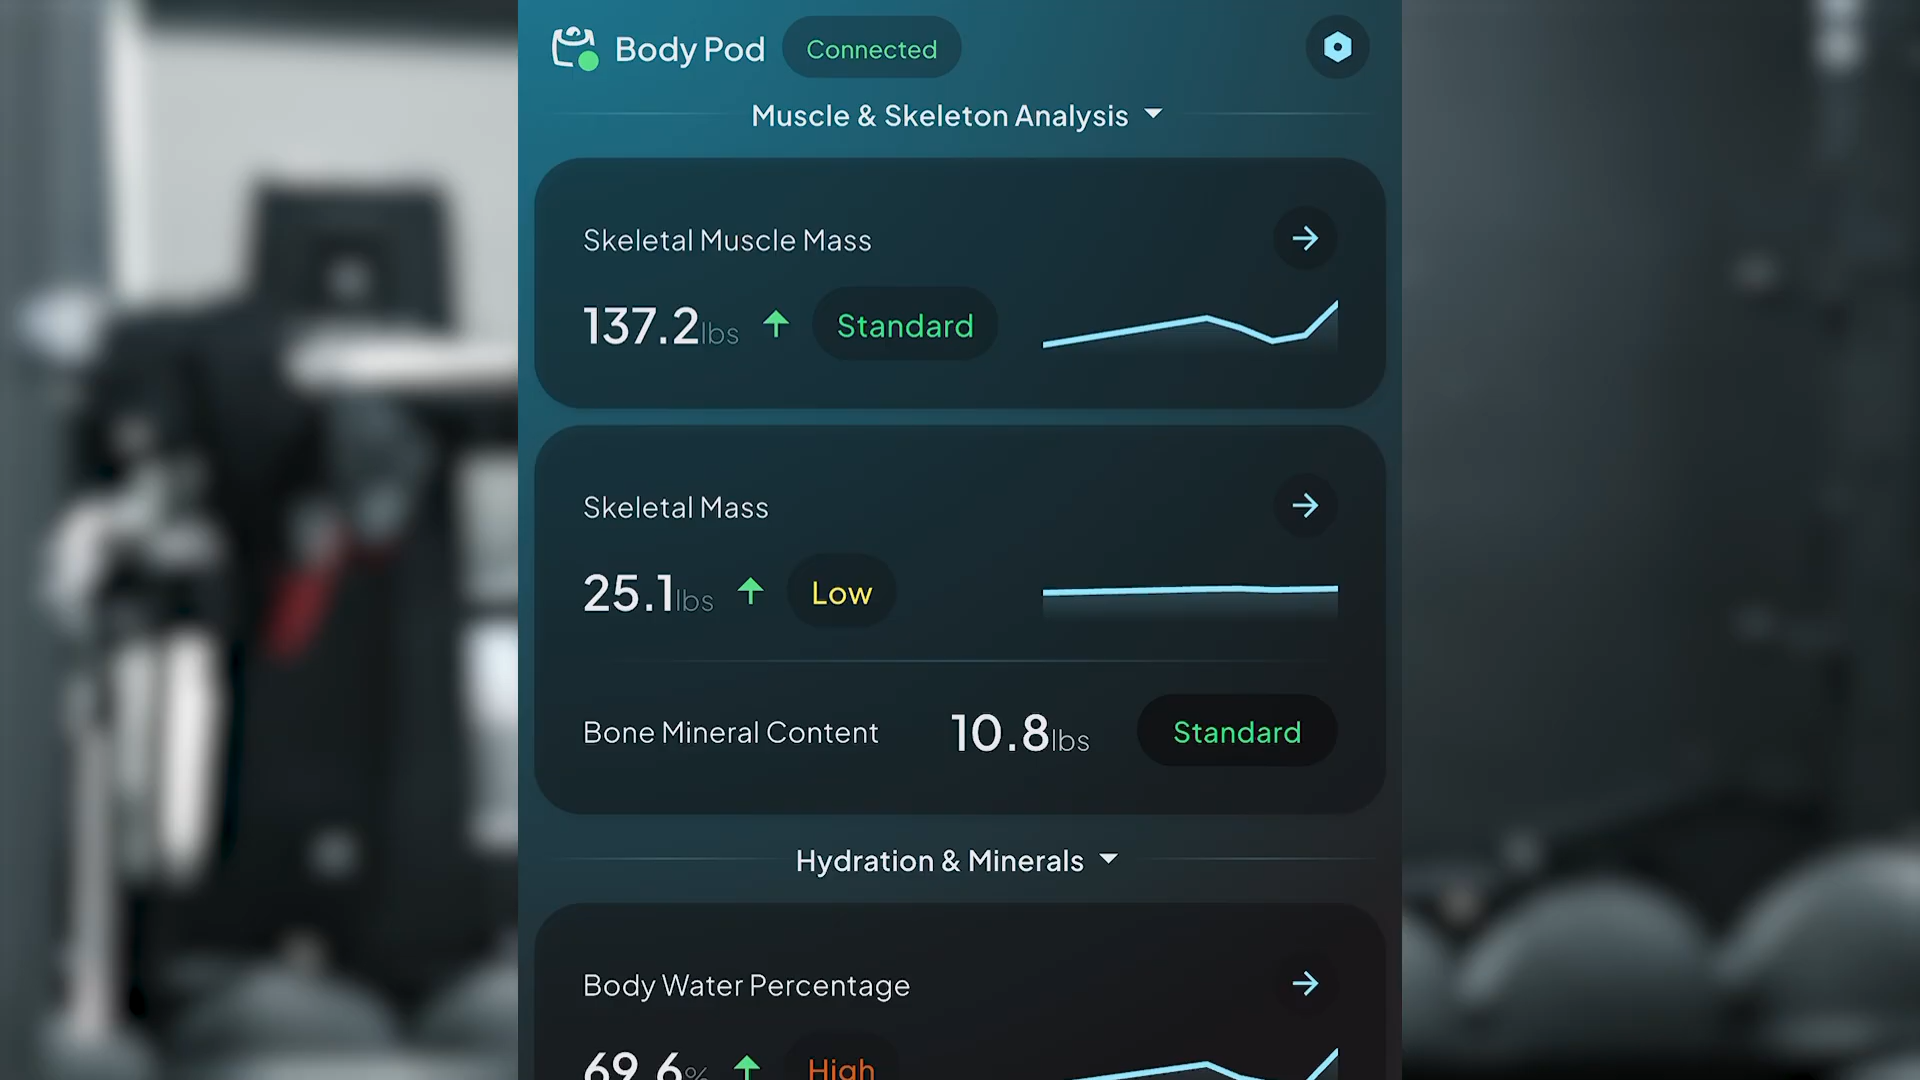 Body Pod Connected
Muscle & Skeleton Analysis
Skeletal Muscle Mass
137.2lbs Standard
Skeletal Mass
25.1lbs Low
Bone Mineral Content 10.8lbs Standard
Hydration & Minerals
Body Water Percentage
69.6% High